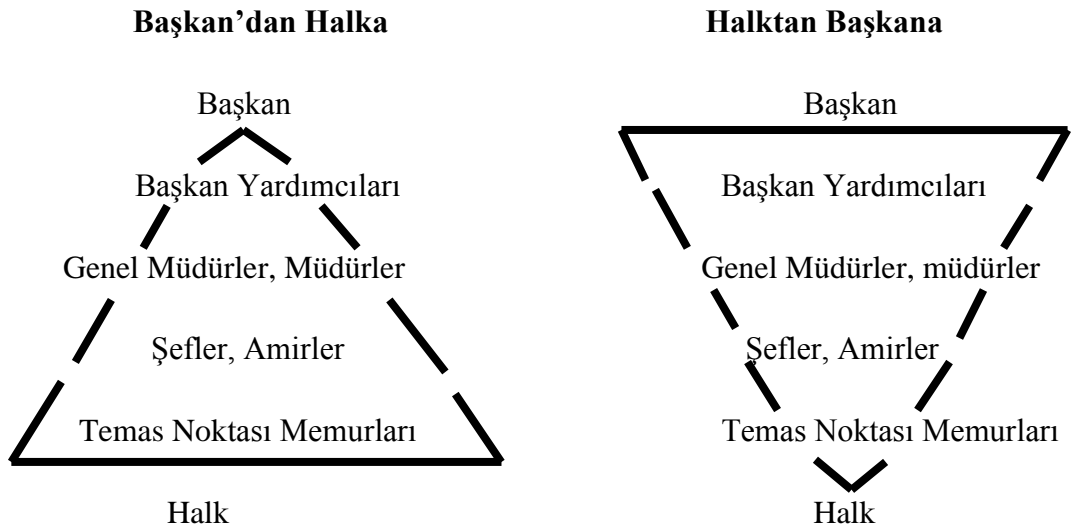 Başkan’dan Halka
Başkan
Başkan Yardımcıları
Genel Müdürler, Müdürler
Şefler, Amirler
Temas Noktası Memurları
Halk
Halktan Başkana
Başkan
Başkan Yardımcıları
Genel Müdürler, müdürler
Şefler, Amirler
Temas Noktası Memurları
Halk